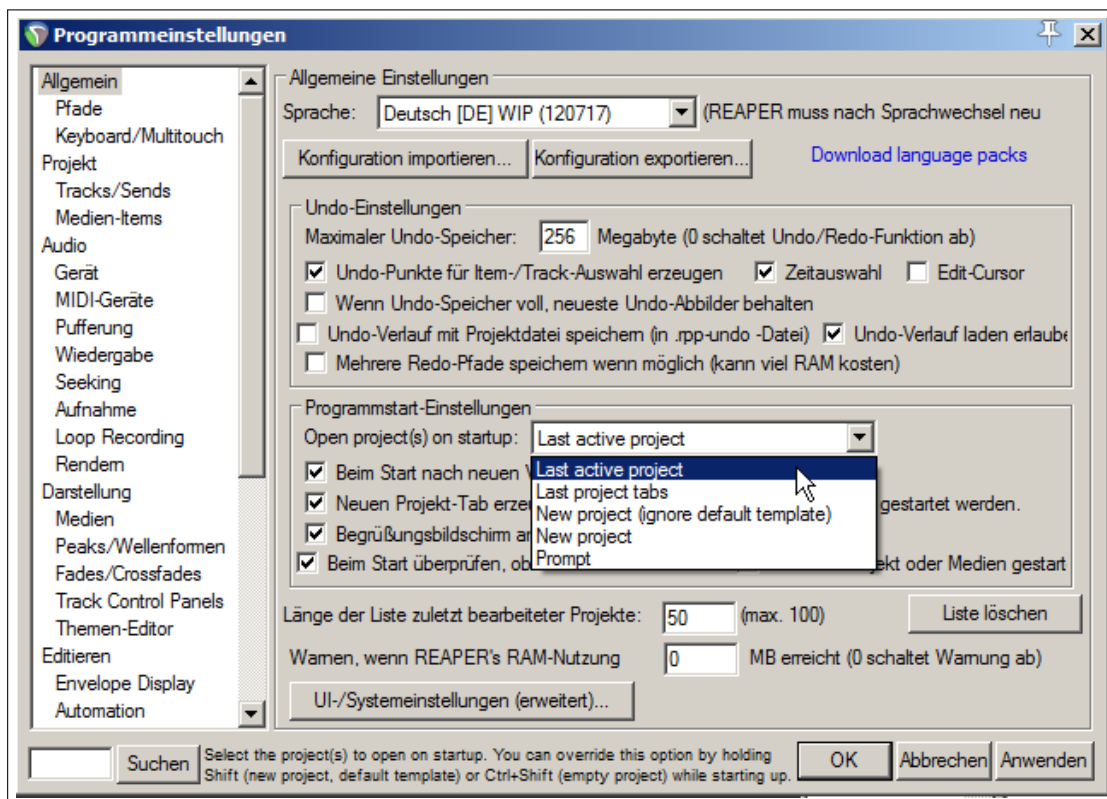 Programmeinstellungen
Allgemein
Pfade
Keyboard/Multitouch
Projekt
Tracks/Sends
Medien-Items
Audio
Gerät
MIDI-Geräte
Pufferung
Wiedergabe
Seeking
Aufnahme
Loop Recording
Rendern
Darstellung
Medien
Peaks/Wellenformen
Fades/Crossfades
Track Control Panels
Themen-Editor
Editieren
Envelope Display
Automation
Allgemeine Einstellungen
Sprache: Deutsch [DE] WIP (120717) (REAPER muss nach Sprachwechsel neu
Konfiguration importieren... Konfiguration exportieren... Download language packs
Undo-Einstellungen
Maximaler Undo-Speicher: 256 Megabyte (0 schaltet Undo/Redo-Funktion ab)
Undo-Punkte für Item-/Track-Auswahl erzeugen Zeitauswahl Edit-Cursor
Wenn Undo-Speicher voll, neueste Undo-Abbilder behalten
Undo-Verlauf mit Projektdatei speichern (in .rpp-undo -Datei) Undo-Verlauf laden erlaube
Mehrere Redo-Pfade speichern wenn möglich (kann viel RAM kosten)
Programmstart-Einstellungen
Open project(s) on startup: Last active project
Last active project
Last project tabs
New project (ignore default template)
New project
Prompt
Beim Start nach neuen
Neuen Projekt-Tab gestartet werden.
Begrüßungsbildschirm
Beim Start überprüfen, ob oder Medien gestart
Länge der Liste zuletzt bearbeiteter Projekte: 50 (max. 100) Liste löschen
Warnen, wenn REAPER's RAM-Nutzung 0 MB erreicht (0 schaltet Warnung ab)
UI-/Systemeinstellungen (erweitert)...
Suchen
Select the project(s) to open on startup. You can override this option by holding
Shift (new project, default template) or Ctrl+Shift (empty project) while starting up.
OK Abbrechen Anwenden